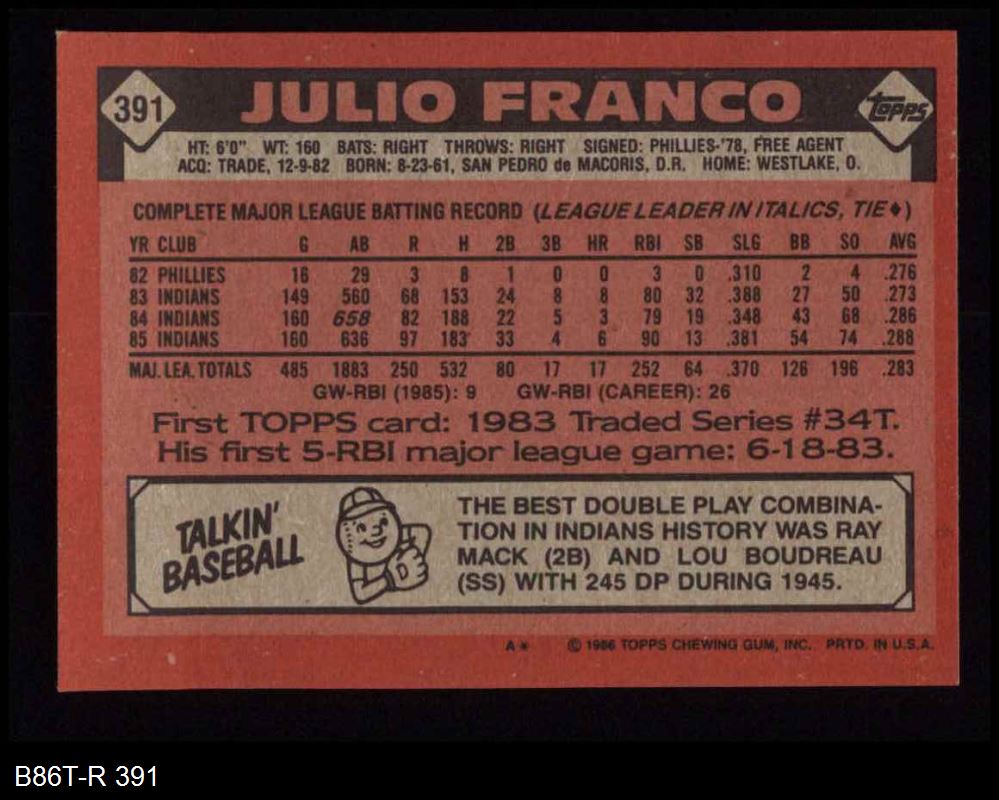 391
JULIO FRANCO
Topps
HT: 6'0" WT: 160 BATS: RIGHT THROWS: RIGHT SIGNED: PHILLIES-'78, FREE AGENT
ACQ: TRADE, 12-9-82 BORN: 8-23-61, SAN PEDRO de MACORIS, D.R. HOME: WESTLAKE, O.
COMPLETE MAJOR LEAGUE BATTING RECORD (LEAGUE LEADER IN ITALICS, TIE♦)
YR CLUB G AB R H 2B 3B HR RBI SB SLG BB SO AVG
82 PHILLIES 16 29 3 8 1 0 0 3 0 .310 2 4 .276
83 INDIANS 149 560 68 153 24 8 8 80 32 .388 27 50 .273
84 INDIANS 160 658 82 188 22 5 3 79 19 .348 43 68 .286
85 INDIANS 160 636 97 183 33 4 6 90 13 .381 54 74 .288
MAJ. LEA. TOTALS 485 1883 250 532 80 17 17 252 64 .370 126 196 .283
GW-RBI (1985): 9 GW-RBI (CAREER): 26
First TOPPS card: 1983 Traded Series #34T.
His first 5-RBI major league game: 6-18-83.
TALKIN'
BASEBALL
THE BEST DOUBLE PLAY COMBINA-
TION IN INDIANS HISTORY WAS RAY
MACK (2B) AND LOU BOUDREAU
(SS) WITH 245 DP DURING 1945.
A* © 1986 TOPPS CHEWING GUM, INC. PRTD. IN U.S.A.
B86T-R 391